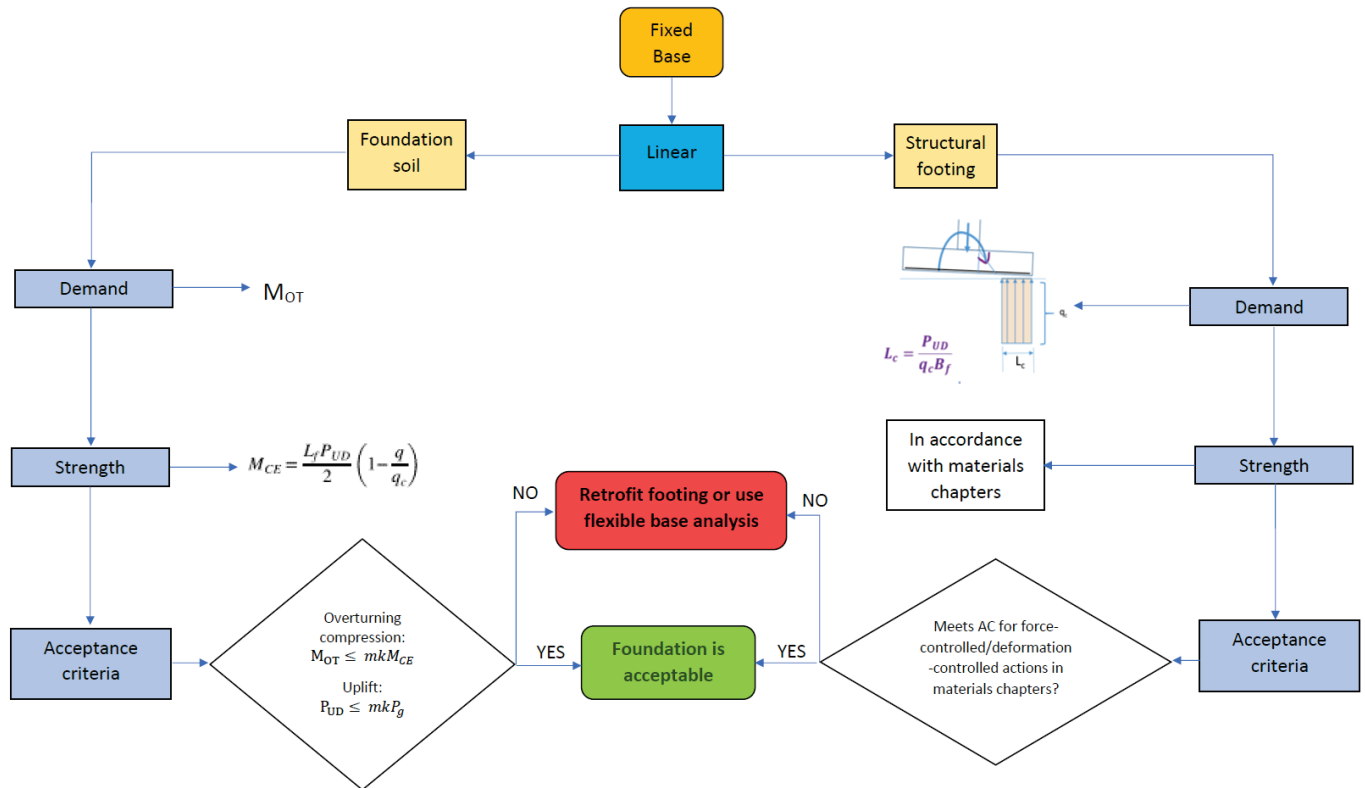 Fixed
Base
Foundation
soil
Linear
Structural
footing
Demand
M_OT
Demand
q_c
L_c = P_UD / (q_c B_f)
L_c
Strength
M_CE = (L_f P_UD / 2) (1 − q/q_c)
In accordance
with materials
chapters
Strength
NO
Retrofit footing or use
flexible base analysis
NO
Overturning
compression:
M_OT ≤ mkM_CE
Uplift:
P_UD ≤ mkP_g
Acceptance
criteria
YES
Foundation is
acceptable
YES
Meets AC for force-
controlled/deformation
-controlled actions in
materials chapters?
Acceptance
criteria